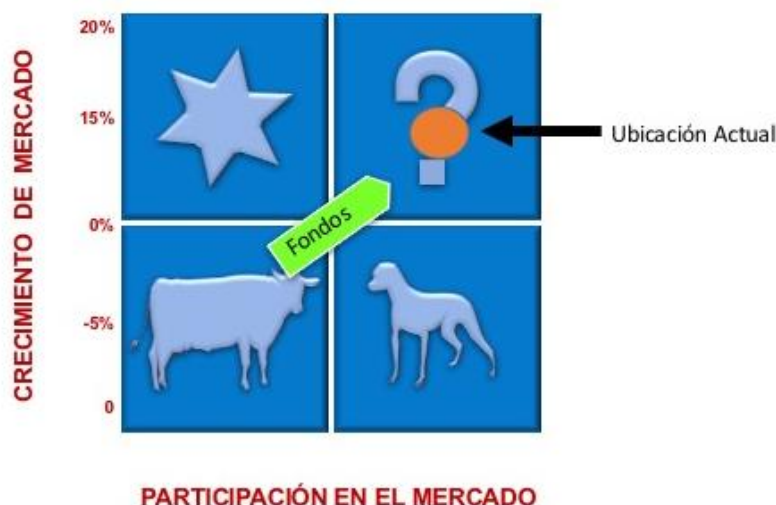 CRECIMIENTO DE MERCADO
20%
15%
0%
-5%
0
Ubicación Actual
Fondos
PARTICIPACIÓN EN EL MERCADO